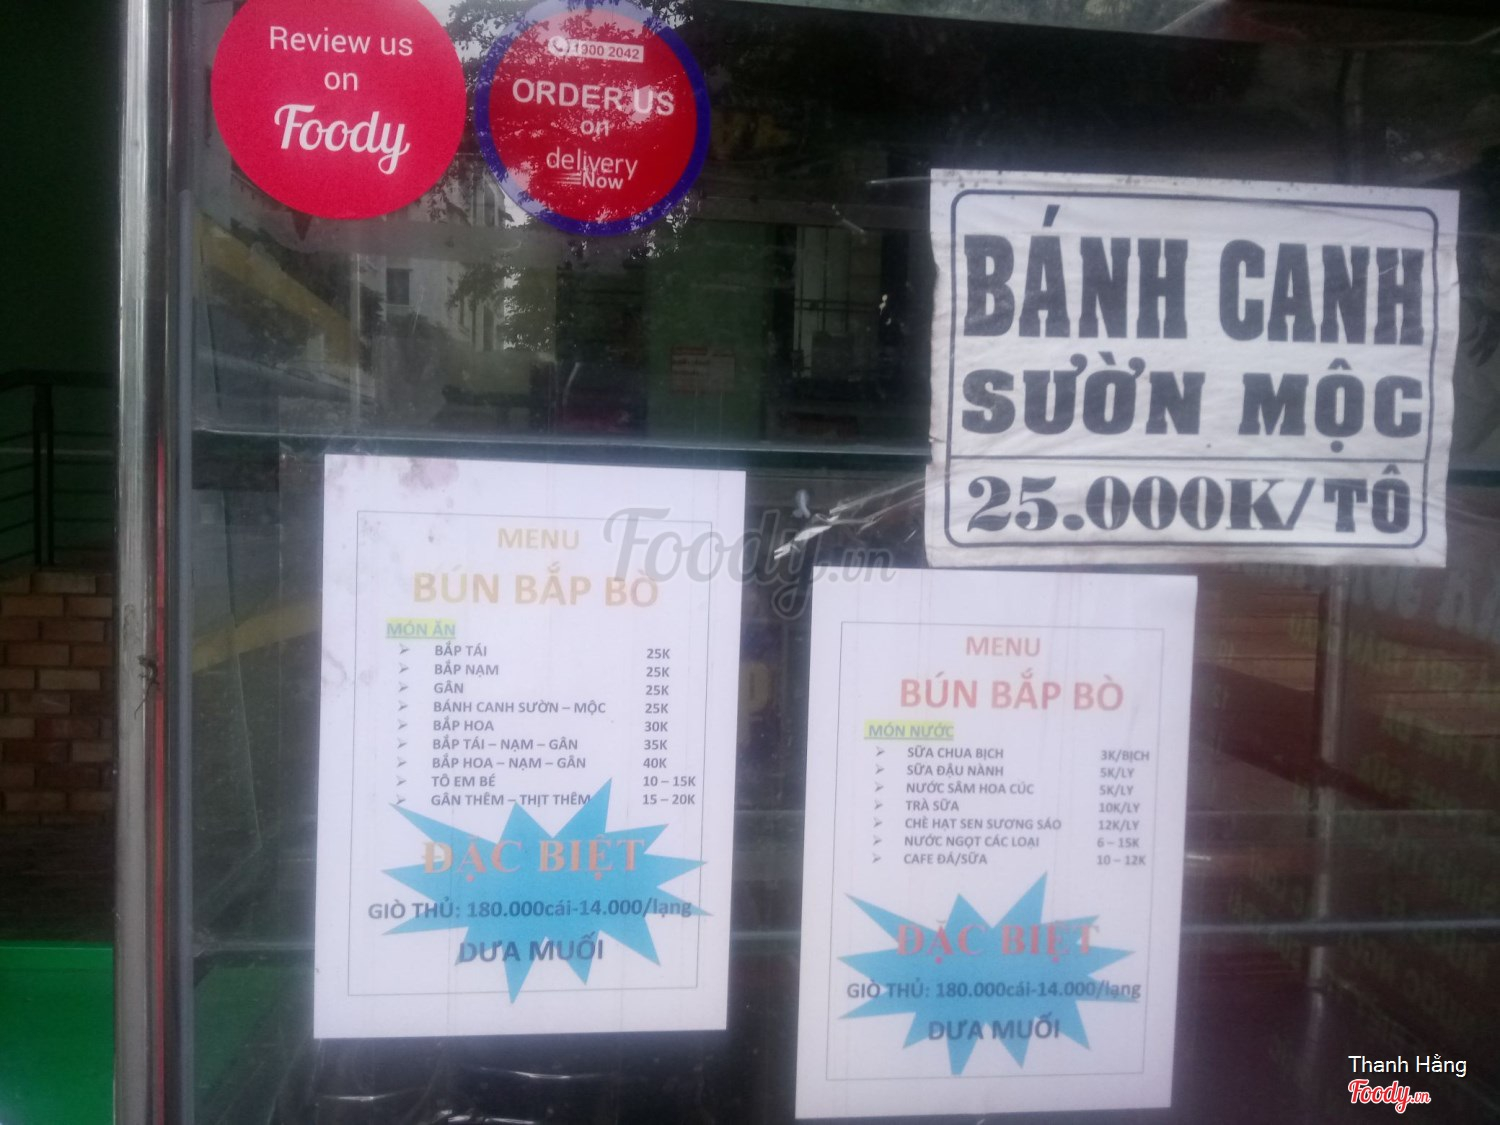 Review us
on
Foody
1900 2042
ORDER US
on
delivery
Now
BÁNH CANH
SƯỜN MỘC
25.000K/TÔ
MENU
BÚN BẮP BÒ
MÓN ĂN
BẮP TÁI 25K
BẮP NẠM 25K
GÂN 25K
BÁNH CANH SƯỜN – MỘC 25K
BẮP HOA 30K
BẮP TÁI – NẠM – GÂN 35K
BẮP HOA – NẠM – GÂN 40K
TÔ EM BÉ 10 – 15K
GÂN THÊM – THỊT THÊM 15 – 20K
ĐẶC BIỆT
GIÒ THỦ: 180.000cái-14.000/lạng
DƯA MUỐI
MENU
BÚN BẮP BÒ
MÓN NƯỚC
SỮA CHUA BỊCH 3K/BỊCH
SỮA ĐẬU NÀNH 5K/LY
NƯỚC SÂM HOA CÚC 5K/LY
TRÀ SỮA 10K/LY
CHÈ HẠT SEN SƯƠNG SÁO 12K/LY
NƯỚC NGỌT CÁC LOẠI 6 – 15K
CAFE ĐÁ/SỮA 10 – 12K
ĐẶC BIỆT
GIÒ THỦ: 180.000cái-14.000/lạng
DƯA MUỐI
Foody.vn
Thanh Hằng
Foody.vn